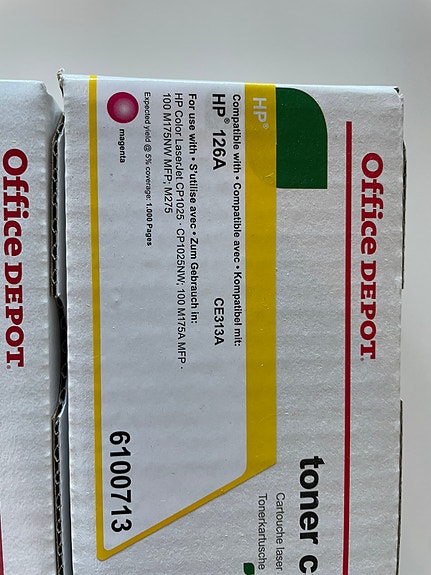 Office DEPOT
toner c
Cartouche laser
Tonerkartusche
HP®
Compatible with • Compatible avec • Kompatibel mit:
HP® 126A CE313A
For use with • S'utilise avec • Zum Gebrauch in:
HP Color LaserJet CP1025 - CP1025NW; 100 M175A MFP -
100 M175NW MFP; M275
magenta
Expected yield @ 5% coverage: 1.000 Pages
6100713
Office DEPOT